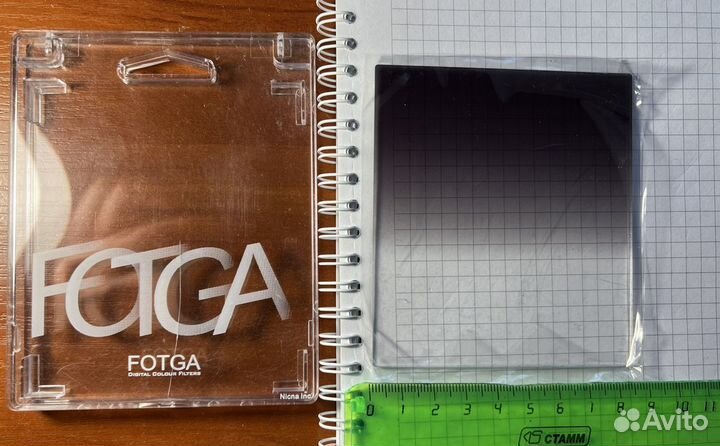 FOTGA
FOTGA
DIGITAL COLOUR FILTERS
Nicna Inc.
0 1 2 3 4 5 6 7 8 9 10 11
СТАММ
Avito